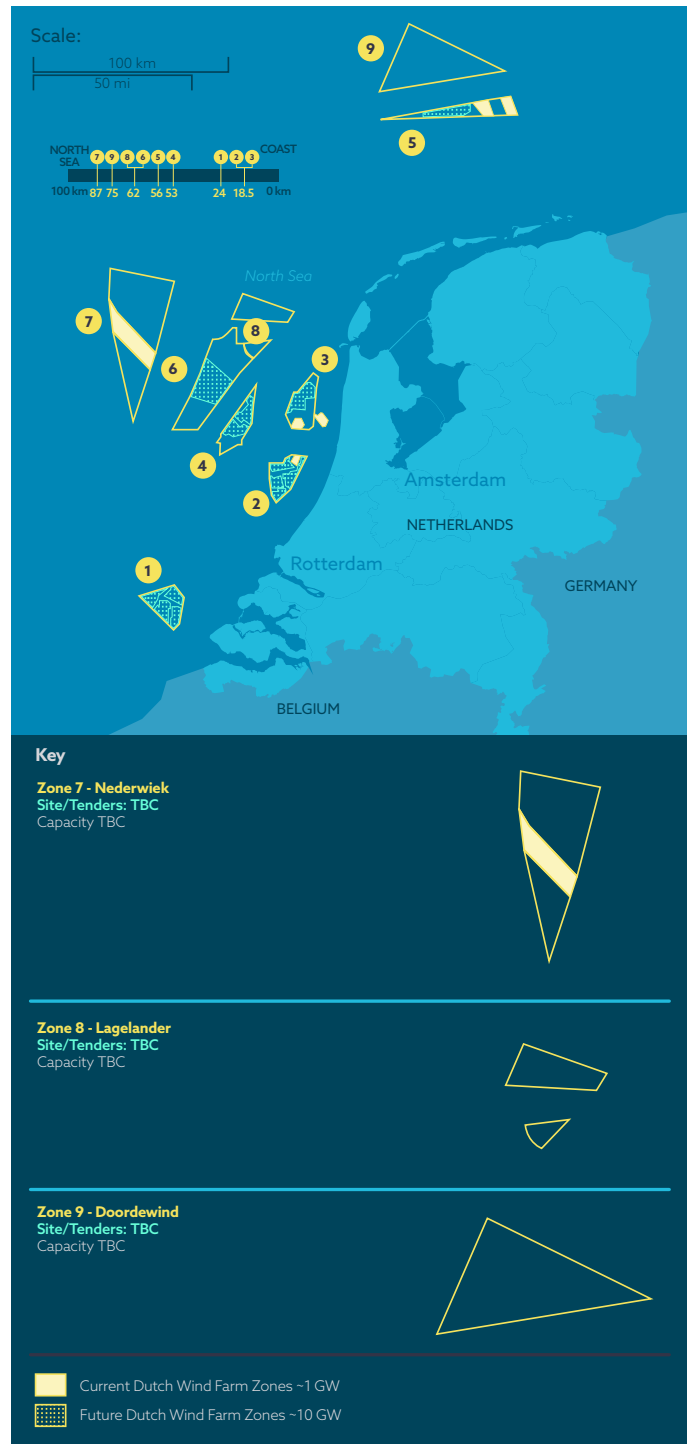 Scale:
100 km
50 mi
9
5
NORTH SEA
7 9 8 6 5 4 1 2 3
COAST
100 km 87 75 62 56 53 24 18.5 0 km
North Sea
7
8
6
3
4
2
Amsterdam
NETHERLANDS
1
Rotterdam
GERMANY
BELGIUM
Key
Zone 7 - Nederwiek
Site/Tenders: TBC
Capacity TBC
Zone 8 - Lagelander
Site/Tenders: TBC
Capacity TBC
Zone 9 - Doordewind
Site/Tenders: TBC
Capacity TBC
Current Dutch Wind Farm Zones ~1 GW
Future Dutch Wind Farm Zones ~10 GW